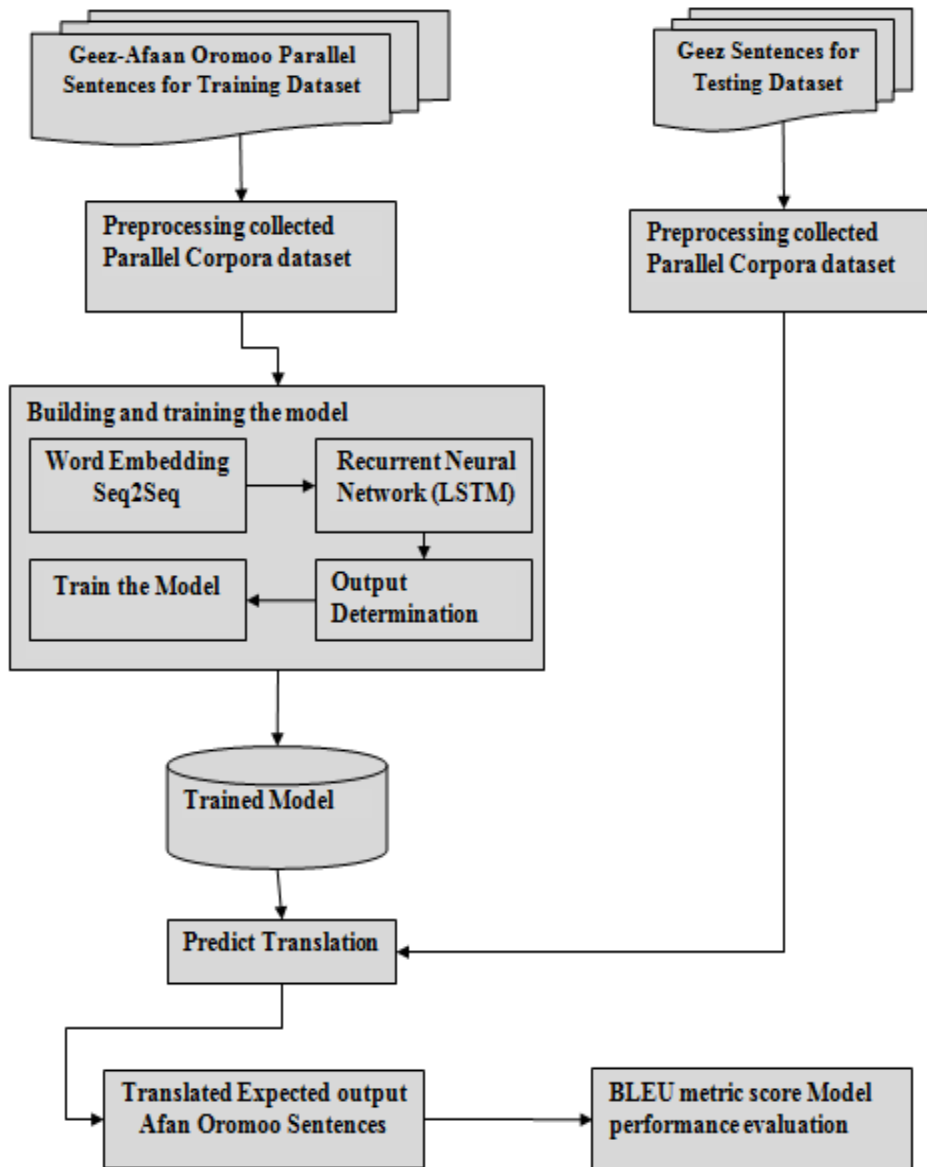 Geez-Afaan Oromoo Parallel
Sentences for Training Dataset
Geez Sentences for
Testing Dataset
Preprocessing collected
Parallel Corpora dataset
Preprocessing collected
Parallel Corpora dataset
Building and training the model
Word Embedding
Seq2Seq
Recurrent Neural
Network (LSTM)
Train the Model
Output
Determination
Trained Model
Predict Translation
Translated Expected output
Afan Oromoo Sentences
BLEU metric score Model
performance evaluation